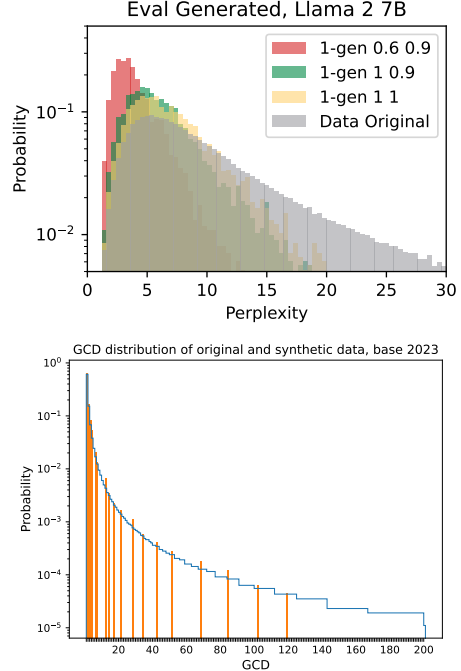 Eval Generated, Llama 2 7B
1-gen 0.6 0.9
1-gen 1 0.9
1-gen 1 1
Data Original
Probability
10⁻¹
10⁻²
0 5 10 15 20 25 30
Perplexity
GCD distribution of original and synthetic data, base 2023
Probability
10⁰
10⁻¹
10⁻²
10⁻³
10⁻⁴
10⁻⁵
20 40 60 80 100 120 140 160 180 200
GCD